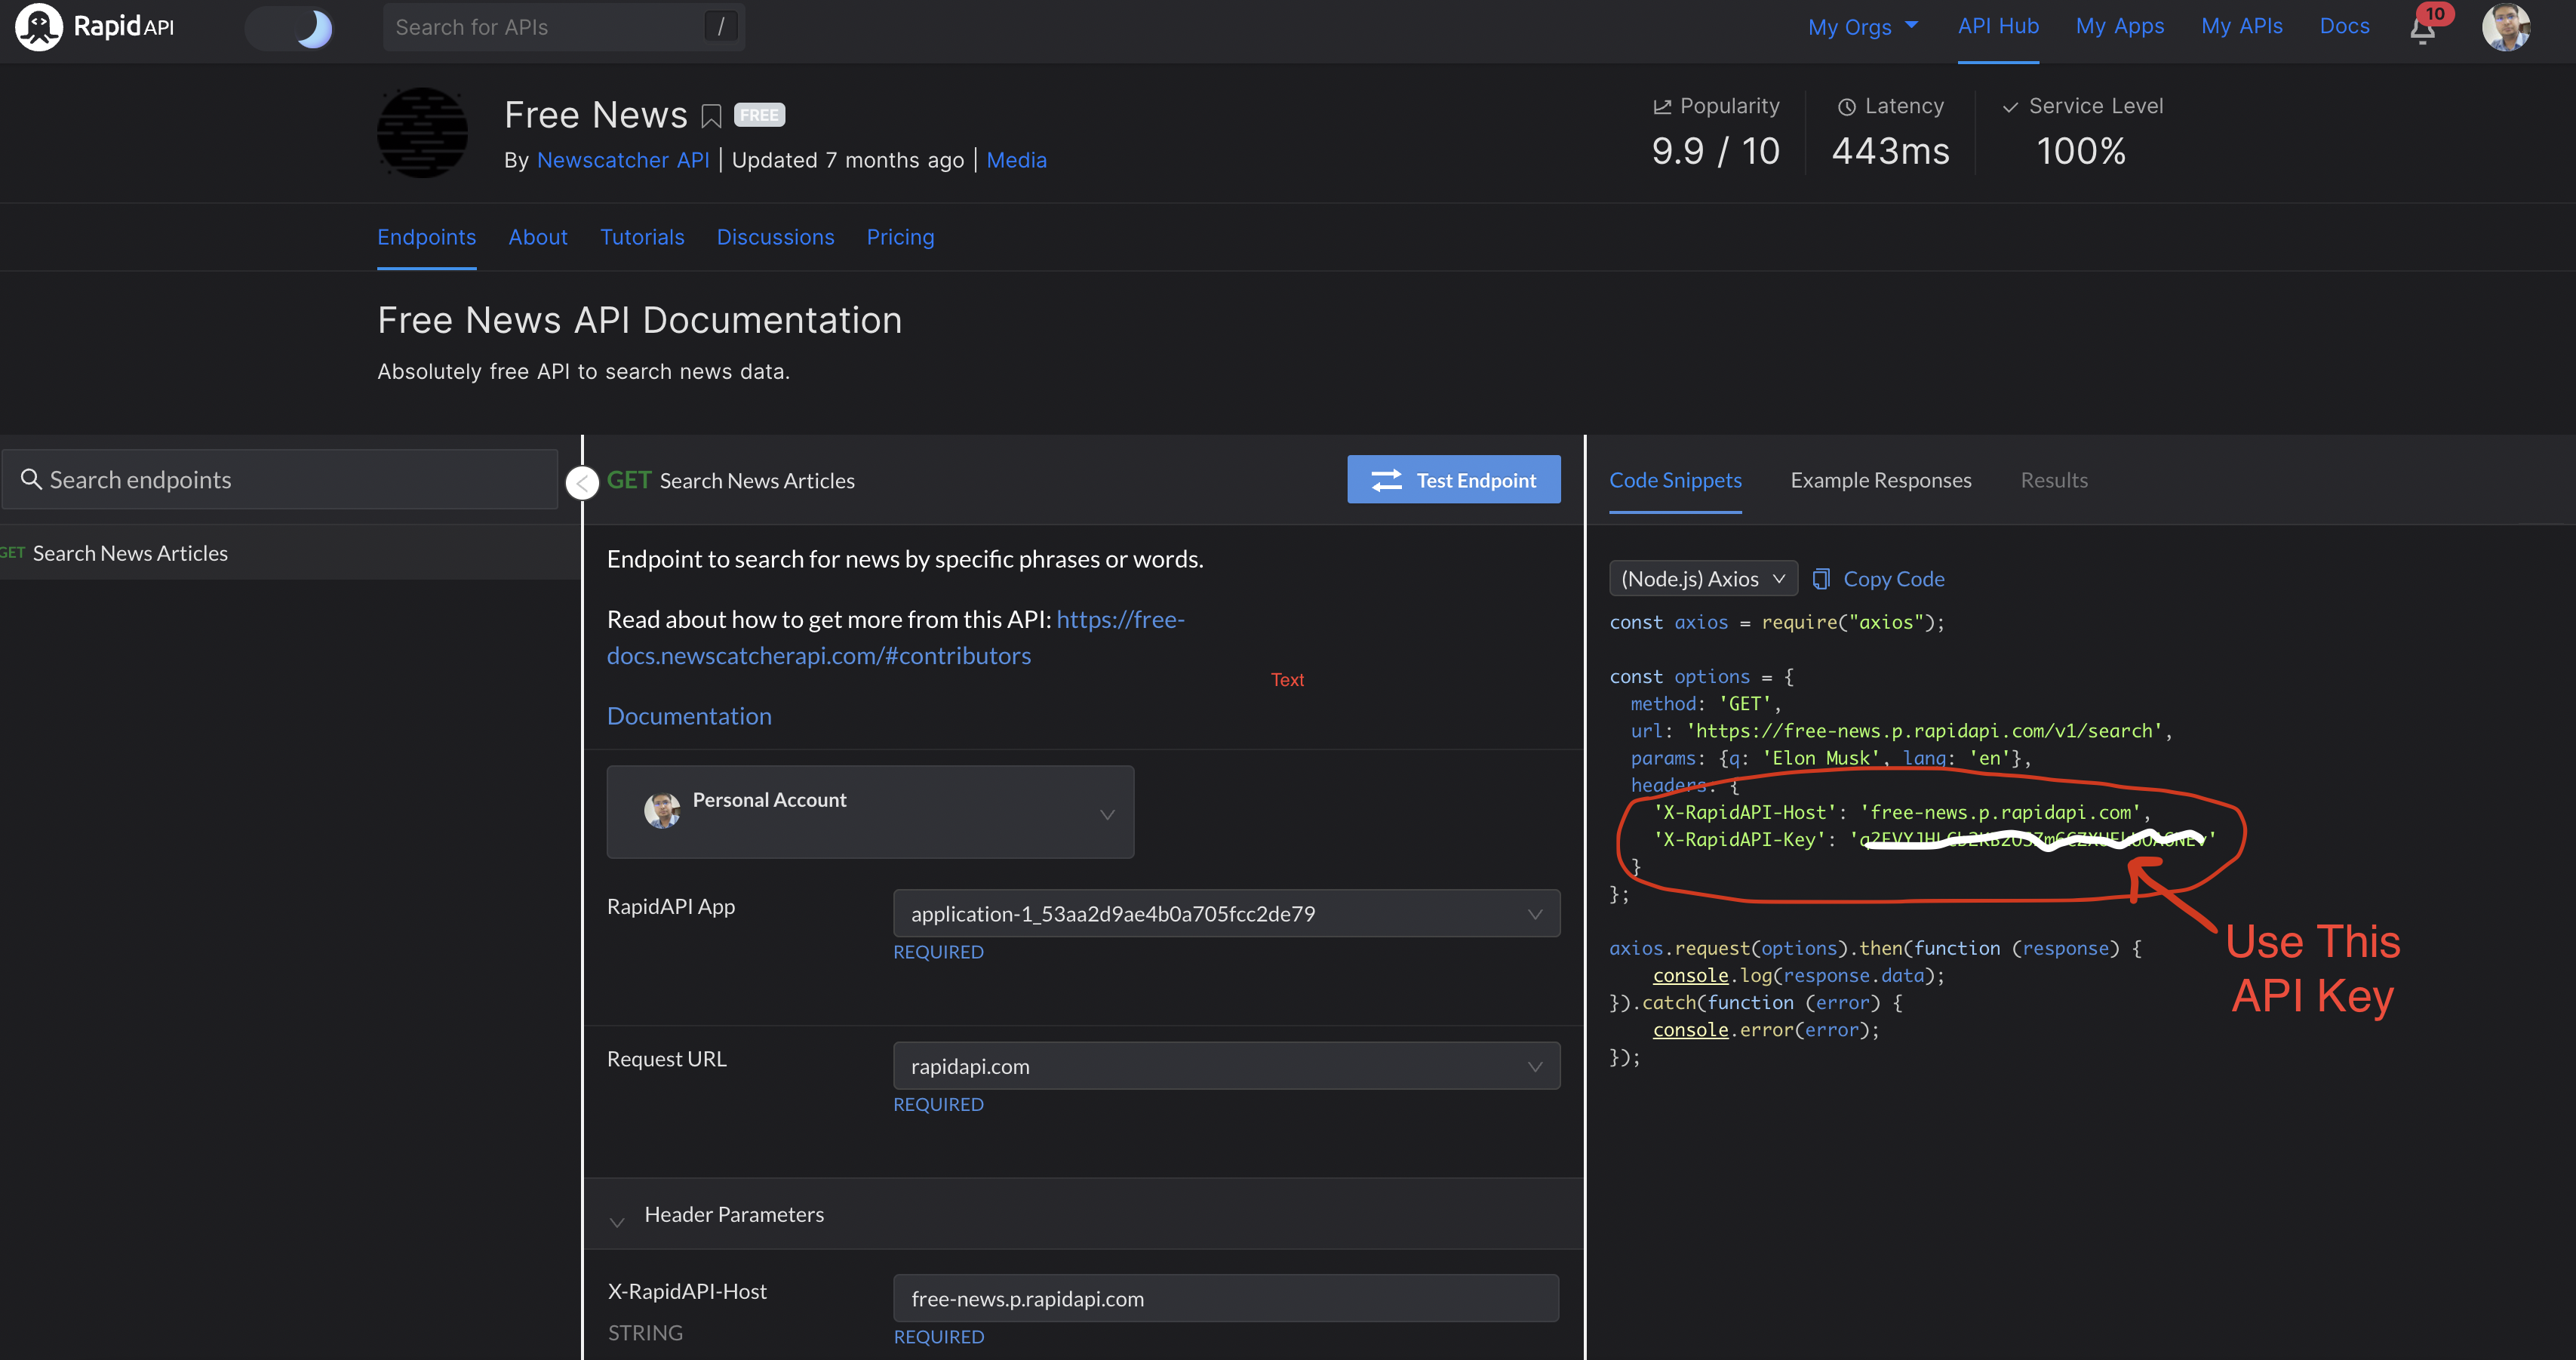 RapidAPI
Search for APIs /
My Orgs API Hub My Apps My APIs Docs 10
Free News FREE
By Newscatcher API | Updated 7 months ago | Media
Popularity Latency Service Level
9.9 / 10 443ms 100%
Endpoints About Tutorials Discussions Pricing
Free News API Documentation
Absolutely free API to search news data.
Search endpoints
GET Search News Articles
GET Search News Articles
Test Endpoint
Endpoint to search for news by specific phrases or words.
Read about how to get more from this API: https://free-
docs.newscatcherapi.com/#contributors
Text
Documentation
Personal Account
RapidAPI App
application-1_53aa2d9ae4b0a705fcc2de79
REQUIRED
Request URL
rapidapi.com
REQUIRED
Header Parameters
X-RapidAPI-Host
free-news.p.rapidapi.com
STRING
REQUIRED
Code Snippets Example Responses Results
(Node.js) Axios Copy Code
const axios = require("axios");
const options = {
method: 'GET',
url: 'https://free-news.p.rapidapi.com/v1/search',
params: {q: 'Elon Musk', lang: 'en'},
headers: {
'X-RapidAPI-Host': 'free-news.p.rapidapi.com',
'X-RapidAPI-Key':
}
};
axios.request(options).then(function (response) {
console.log(response.data);
}).catch(function (error) {
console.error(error);
});
Use This
API Key